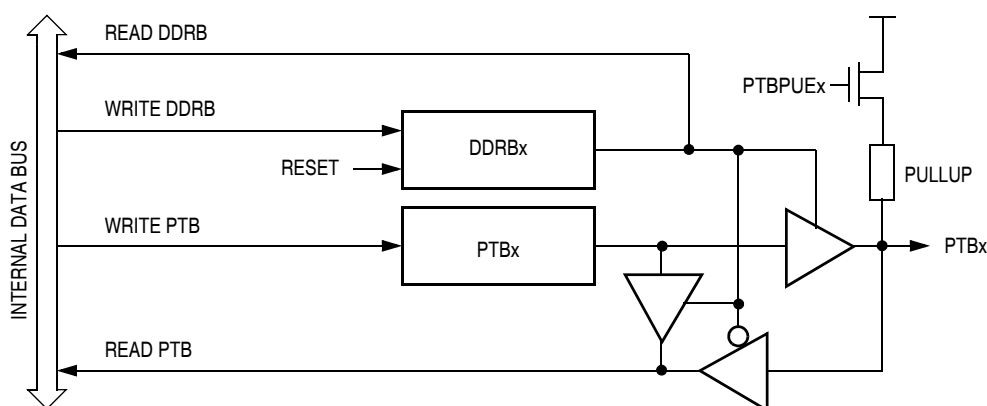 READ DDRB
PTBPUEx
WRITE DDRB
DDRBx
RESET
PULLUP
WRITE PTB
PTBx
PTBx
INTERNAL DATA BUS
READ PTB